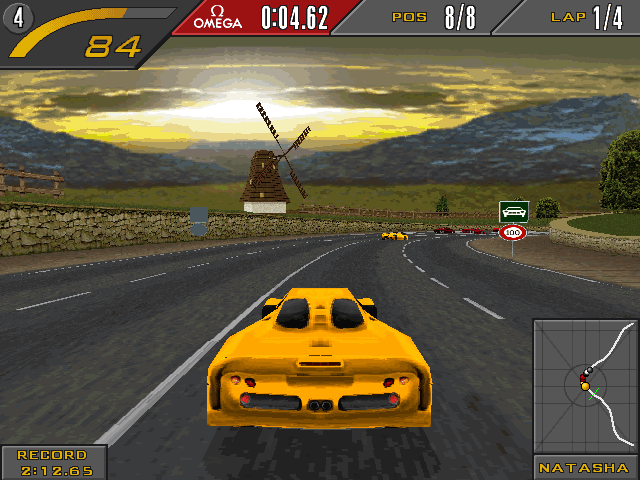 4
84
Ω OMEGA
0:04.62
POS 8/8
LAP 1/4
100
RECORD
2:12.65
NATASHA